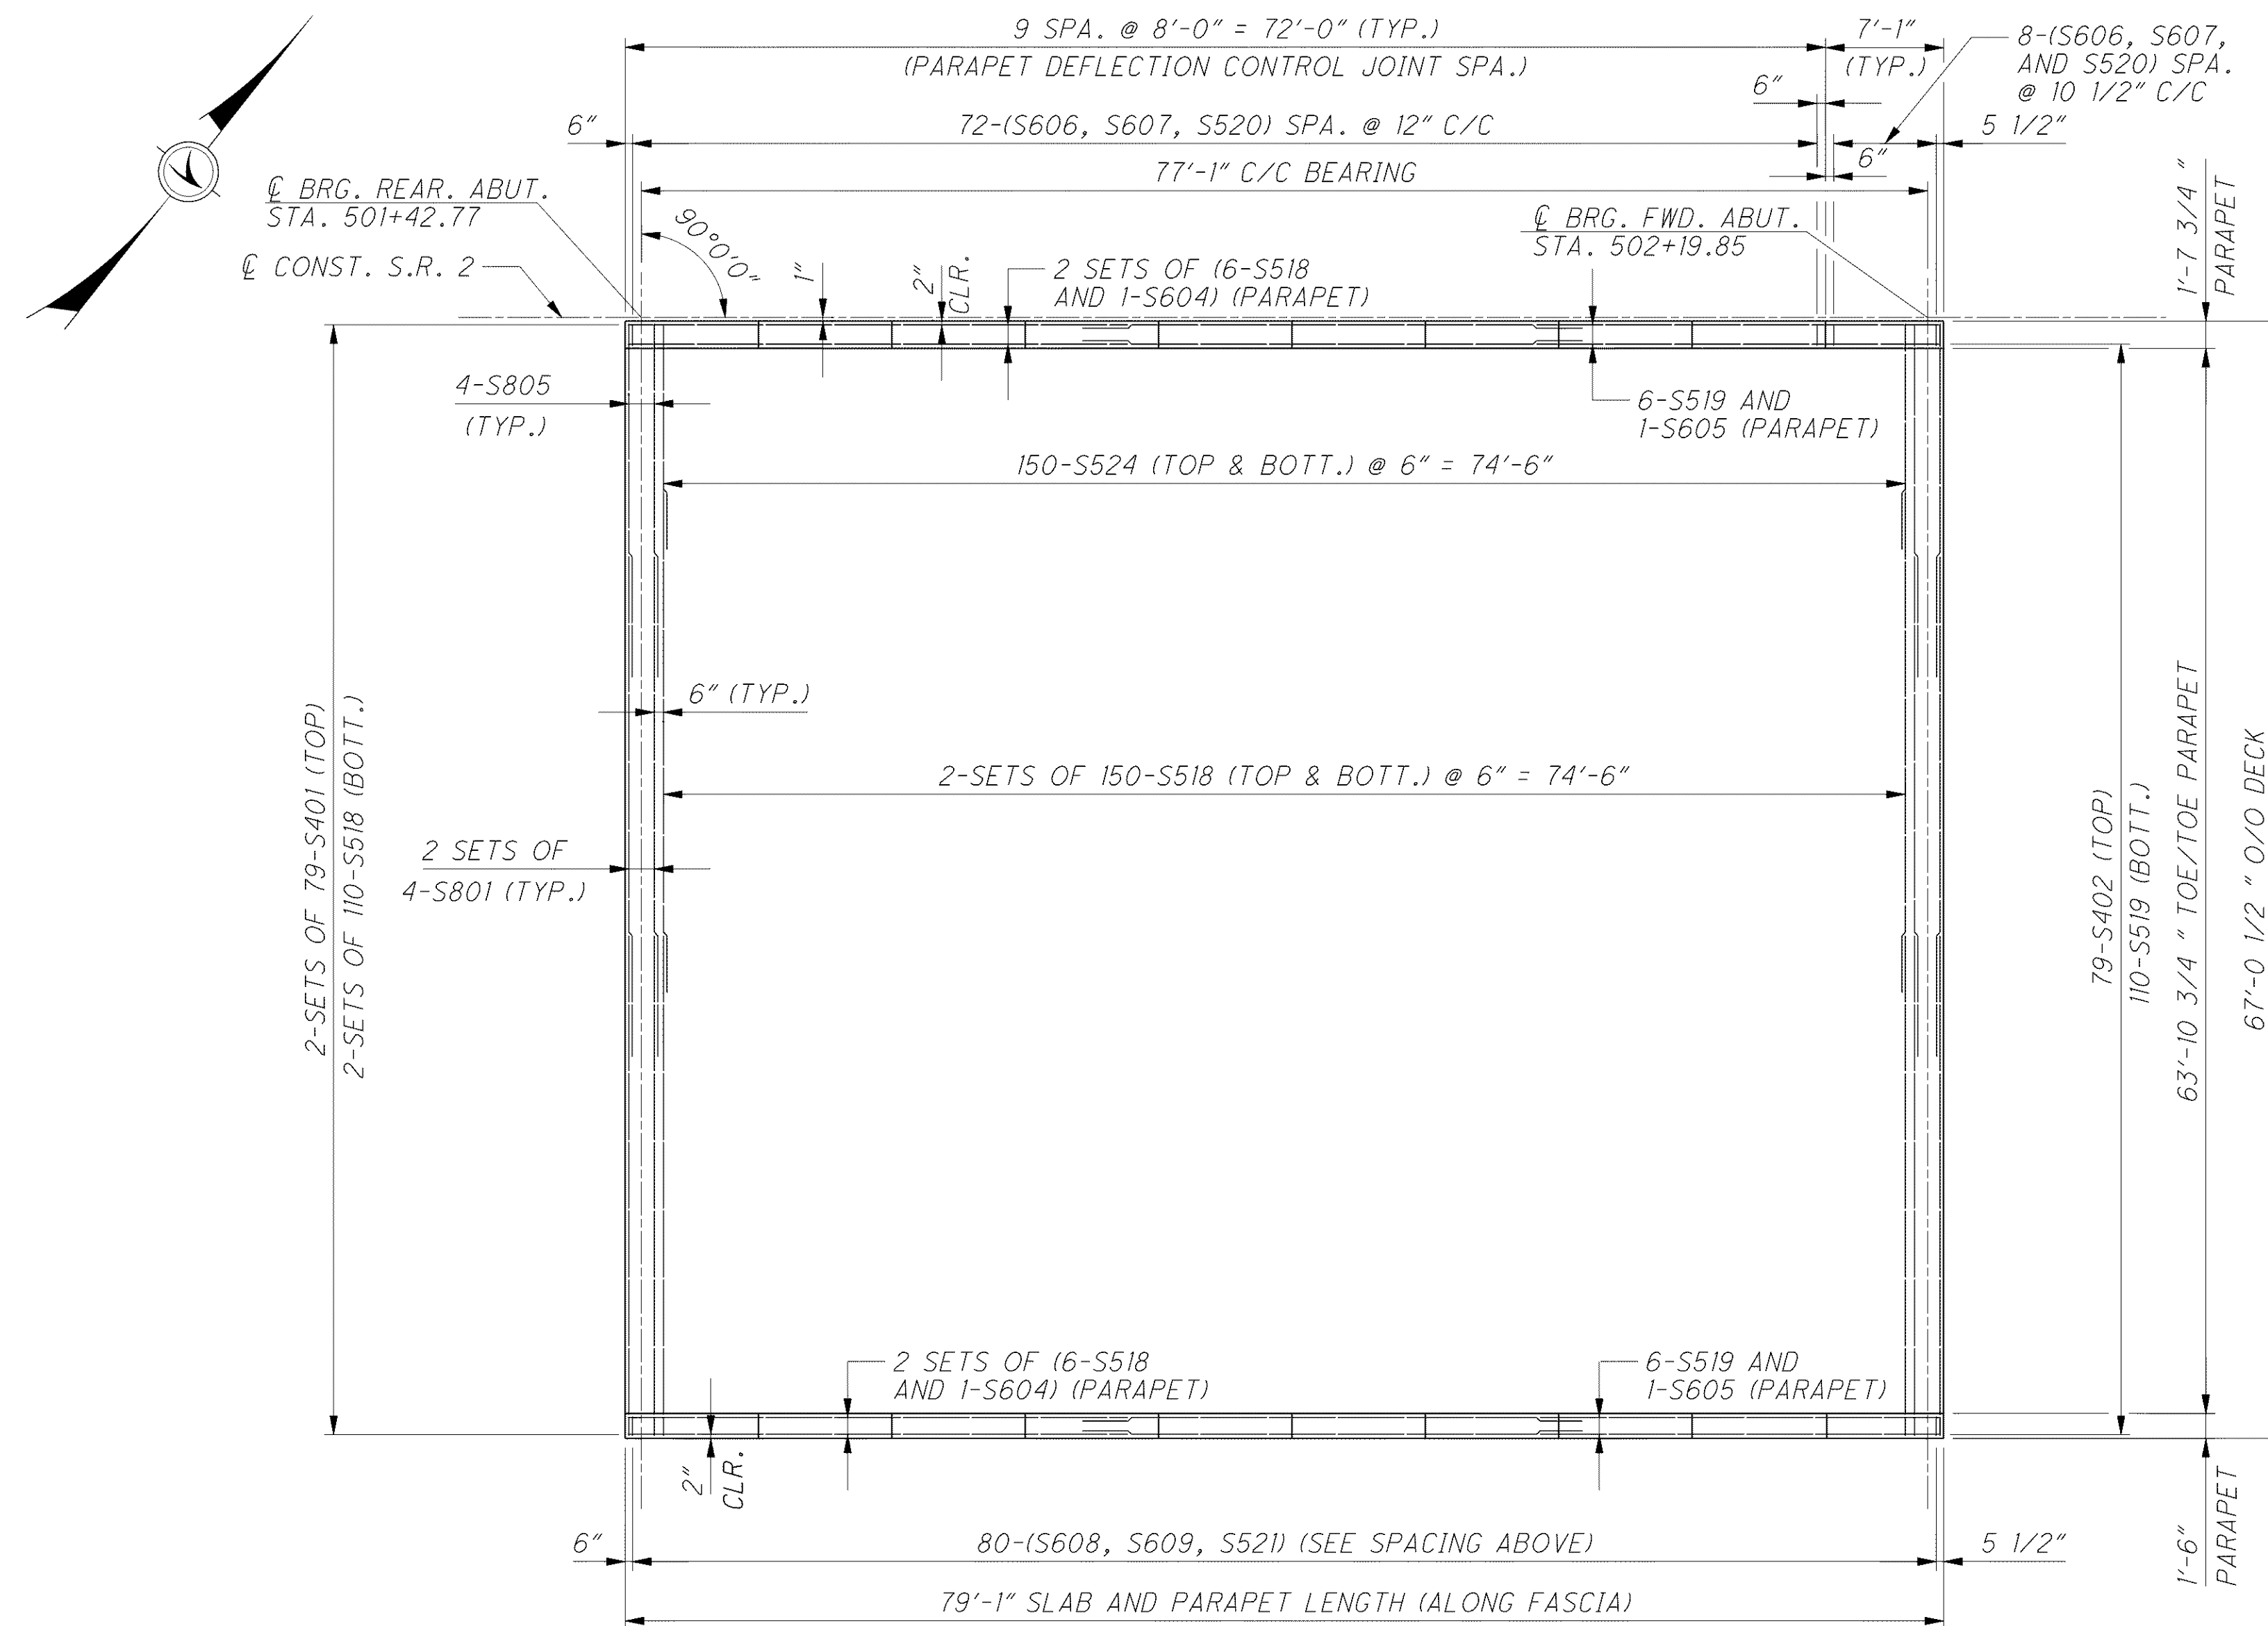 9 SPA. @ 8'-0" = 72'-0" (TYP.)
(PARAPET DEFLECTION CONTROL JOINT SPA.)
7'-1"
(TYP.)
8-(S606, S607,
AND S520) SPA.
@ 10 1/2" C/C
6"
6"
72-(S606, S607, S520) SPA. @ 12" C/C
5 1/2"
6"
77'-1" C/C BEARING
1'-7 3/4 "
PARAPET
℄ BRG. REAR. ABUT.
STA. 501+42.77
90°0'0"
℄ BRG. FWD. ABUT.
STA. 502+19.85
℄ CONST. S.R. 2
1"
2"
CLR.
2 SETS OF (6-S518
AND 1-S604) (PARAPET)
4-S805
(TYP.)
6-S519 AND
1-S605 (PARAPET)
150-S524 (TOP & BOTT.) @ 6" = 74'-6"
6" (TYP.)
2-SETS OF 79-S401 (TOP)
2-SETS OF 110-S518 (BOTT.)
2-SETS OF 150-S518 (TOP & BOTT.) @ 6" = 74'-6"
2 SETS OF
4-S801 (TYP.)
79-S402 (TOP)
110-S519 (BOTT.)
63'-10 3/4 " TOE/TOE PARAPET
67'-0 1/2 " O/O DECK
2 SETS OF (6-S518
AND 1-S604) (PARAPET)
6-S519 AND
1-S605 (PARAPET)
2"
CLR.
6"
80-(S608, S609, S521) (SEE SPACING ABOVE)
5 1/2"
1'-6"
PARAPET
79'-1" SLAB AND PARAPET LENGTH (ALONG FASCIA)